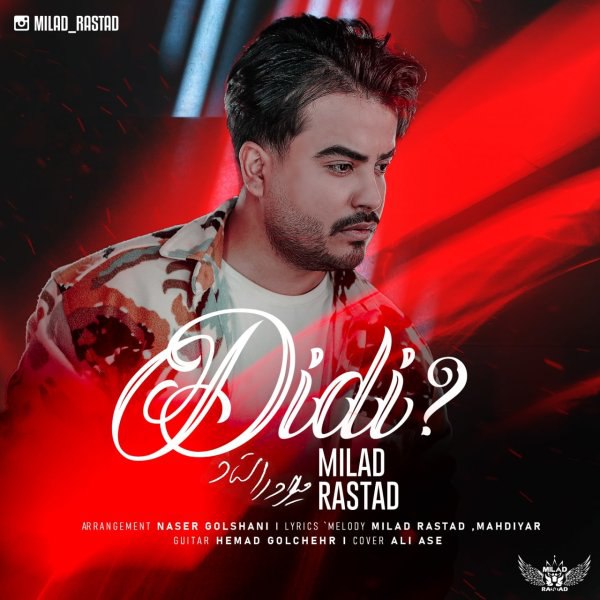 MILAD_RASTAD
Didi?
میلاد راستاد
MILAD
RASTAD
ARRANGEMENT NASER GOLSHANI I LYRICS `MELODY MILAD RASTAD ,MAHDIYAR
GUITAR HEMAD GOLCHEHR I COVER ALI ASE
MILAD
RASTAD